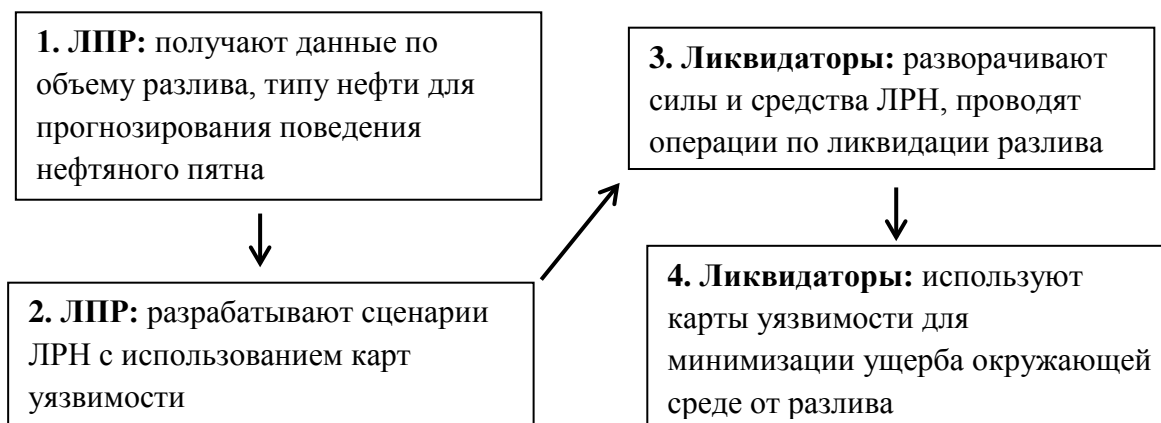 1. ЛПР: получают данные по
объему разлива, типу нефти для
прогнозирования поведения
нефтяного пятна
2. ЛПР: разрабатывают сценарии
ЛРН с использованием карт
уязвимости
3. Ликвидаторы: разворачивают
силы и средства ЛРН, проводят
операции по ликвидации разлива
4. Ликвидаторы: используют
карты уязвимости для
минимизации ущерба окружающей
среде от разлива